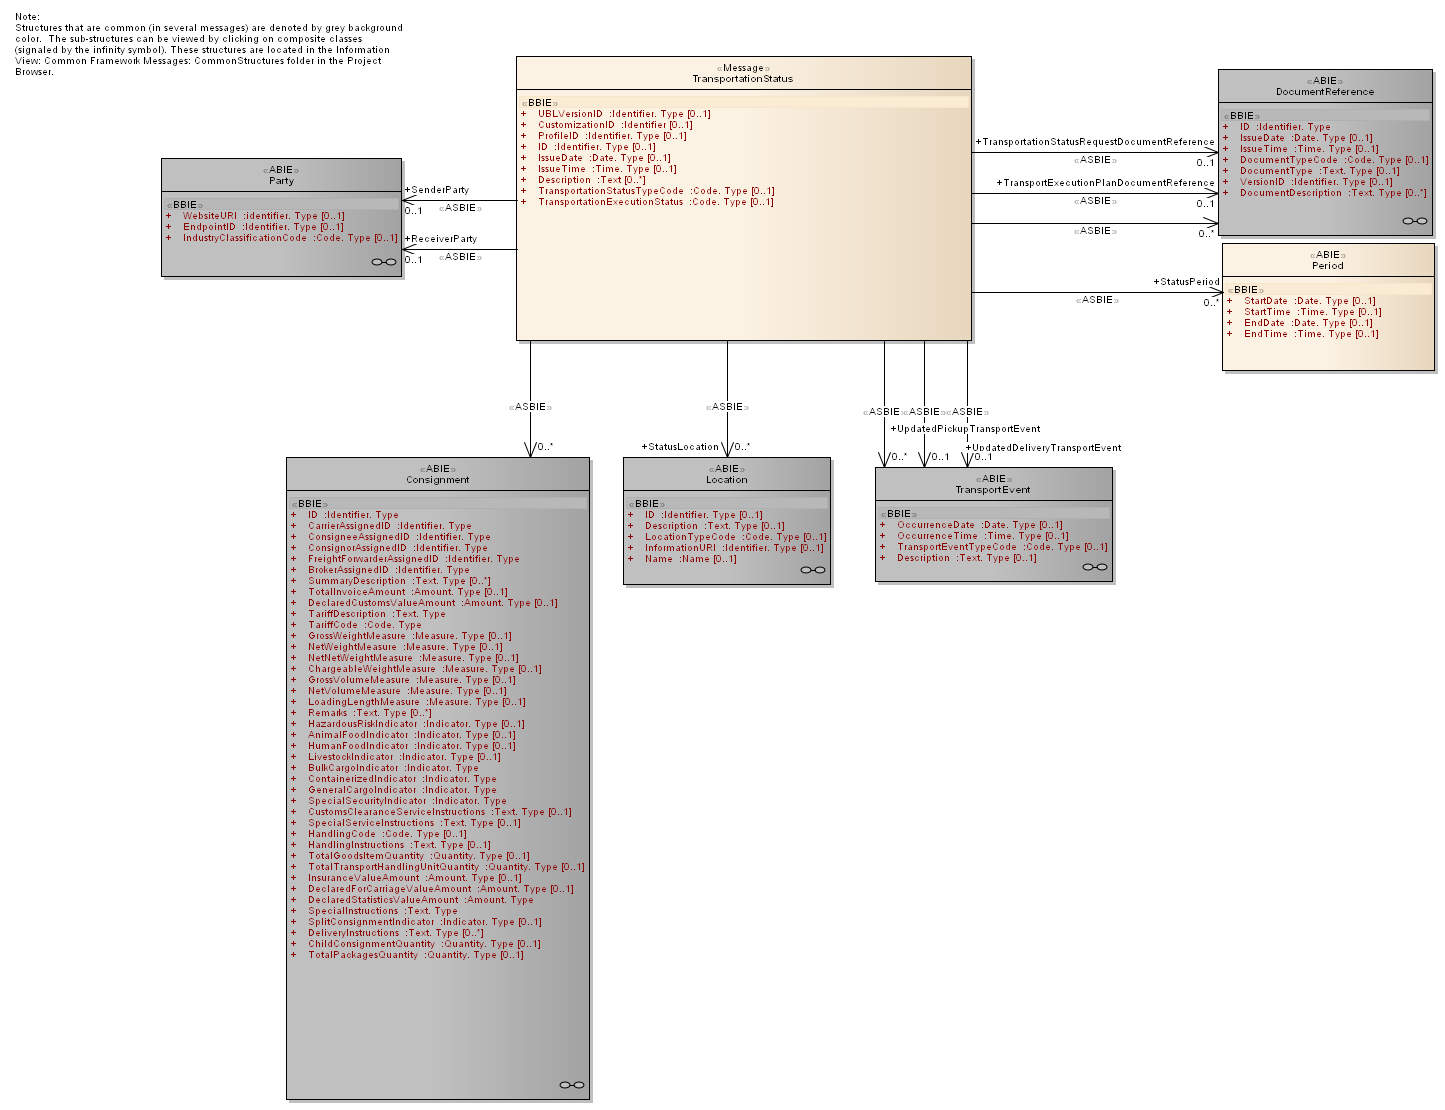 Note:
Structures that are common (in several messages) are denoted by grey background
color.  The sub-structures can be viewed by clicking on composite classes
(signaled by the infinity symbol). These structures are located in the Information
View: Common Framework Messages: CommonStructures folder in the Project
Browser.
«Message»
TransportationStatus
«BBIE»
+ UBLVersionID :Identifier. Type [0..1]
+ CustomizationID :Identifier [0..1]
+ ProfileID :Identifier. Type [0..1]
+ ID :Identifier. Type [0..1]
+ IssueDate :Date. Type [0..1]
+ IssueTime :Time. Type [0..1]
+ Description :Text [0..*]
+ TransportationStatusTypeCode :Code. Type [0..1]
+ TransportationExecutionStatus :Code. Type [0..1]
«ABIE»
DocumentReference
«BBIE»
+ ID :Identifier. Type
+ IssueDate :Date. Type [0..1]
+ IssueTime :Time. Type [0..1]
+ DocumentTypeCode :Code. Type [0..1]
+ DocumentType :Text. Type [0..1]
+ VersionID :Identifier. Type [0..1]
+ DocumentDescription :Text. Type [0..*]
+TransportationStatusRequestDocumentReference
«ASBIE»
0..1
+TransportExecutionPlanDocumentReference
«ASBIE»
0..1
«ASBIE»
0..*
«ABIE»
Party
«BBIE»
+ WebsiteURI :identifier. Type [0..1]
+ EndpointID :Identifier. Type [0..1]
+ IndustryClassificationCode :Code. Type [0..1]
+SenderParty
0..1
«ASBIE»
+ReceiverParty
0..1
«ASBIE»
«ABIE»
Period
«BBIE»
+ StartDate :Date. Type [0..1]
+ StartTime :Time. Type [0..1]
+ EndDate :Date. Type [0..1]
+ EndTime :Time. Type [0..1]
+StatusPeriod
«ASBIE»
0..*
«ASBIE»
0..*
«ASBIE»
+StatusLocation
0..*
«ASBIE»
«ASBIE»
«ASBIE»
+UpdatedPickupTransportEvent
+UpdatedDeliveryTransportEvent
0..*
0..1
0..1
«ABIE»
Consignment
«BBIE»
+ ID :Identifier. Type
+ CarrierAssignedID :Identifier. Type
+ ConsigneeAssignedID :Identifier. Type
+ ConsignorAssignedID :Identifier. Type
+ FreightForwarderAssignedID :Identifier. Type
+ BrokerAssignedID :Identifier. Type
+ SummaryDescription :Text. Type [0..*]
+ TotalInvoiceAmount :Amount. Type [0..1]
+ DeclaredCustomsValueAmount :Amount. Type [0..1]
+ TariffDescription :Text. Type
+ TariffCode :Code. Type
+ GrossWeightMeasure :Measure. Type [0..1]
+ NetWeightMeasure :Measure. Type [0..1]
+ NetNetWeightMeasure :Measure. Type [0..1]
+ ChargeableWeightMeasure :Measure. Type [0..1]
+ GrossVolumeMeasure :Measure. Type [0..1]
+ NetVolumeMeasure :Measure. Type [0..1]
+ LoadingLengthMeasure :Measure. Type [0..1]
+ Remarks :Text. Type [0..*]
+ HazardousRiskIndicator :Indicator. Type [0..1]
+ AnimalFoodIndicator :Indicator. Type [0..1]
+ HumanFoodIndicator :Indicator. Type [0..1]
+ LivestockIndicator :Indicator. Type [0..1]
+ BulkCargoIndicator :Indicator. Type
+ ContainerizedIndicator :Indicator. Type
+ GeneralCargoIndicator :Indicator. Type
+ SpecialSecurityIndicator :Indicator. Type
+ CustomsClearanceServiceInstructions :Text. Type [0..1]
+ SpecialServiceInstructions :Text. Type [0..1]
+ HandlingCode :Code. Type [0..1]
+ HandlingInstructions :Text. Type [0..1]
+ TotalGoodsItemQuantity :Quantity. Type [0..1]
+ TotalTransportHandlingUnitQuantity :Quantity. Type [0..1]
+ InsuranceValueAmount :Amount. Type [0..1]
+ DeclaredForCarriageValueAmount :Amount. Type [0..1]
+ DeclaredStatisticsValueAmount :Amount. Type
+ SpecialInstructions :Text. Type
+ SplitConsignmentIndicator :Indicator. Type [0..1]
+ DeliveryInstructions :Text. Type [0..*]
+ ChildConsignmentQuantity :Quantity. Type [0..1]
+ TotalPackagesQuantity :Quantity. Type [0..1]
«ABIE»
Location
«BBIE»
+ ID :Identifier. Type [0..1]
+ Description :Text. Type [0..1]
+ LocationTypeCode :Code. Type [0..1]
+ InformationURI :Identifier. Type [0..1]
+ Name :Name [0..1]
«ABIE»
TransportEvent
«BBIE»
+ OccurrenceDate :Date. Type [0..1]
+ OccurrenceTime :Time. Type [0..1]
+ TransportEventTypeCode :Code. Type [0..1]
+ Description :Text. Type [0..1]